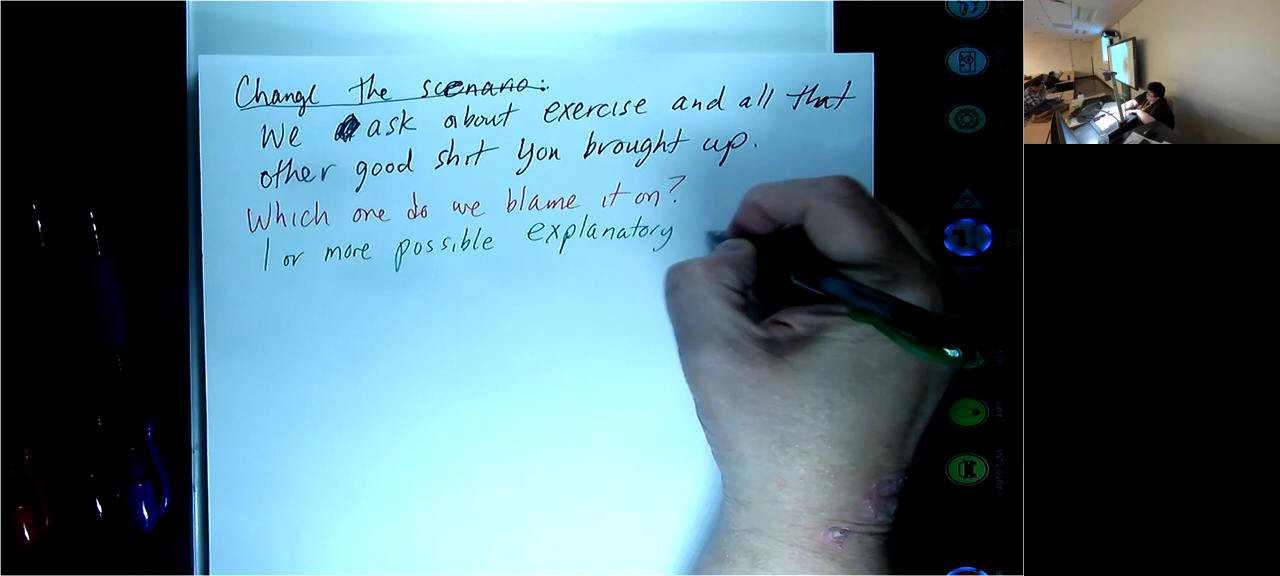 Change the scenario:
We ask about exercise and all that
other good shit you brought up.
Which one do we blame it on?
1 or more possible explanatory